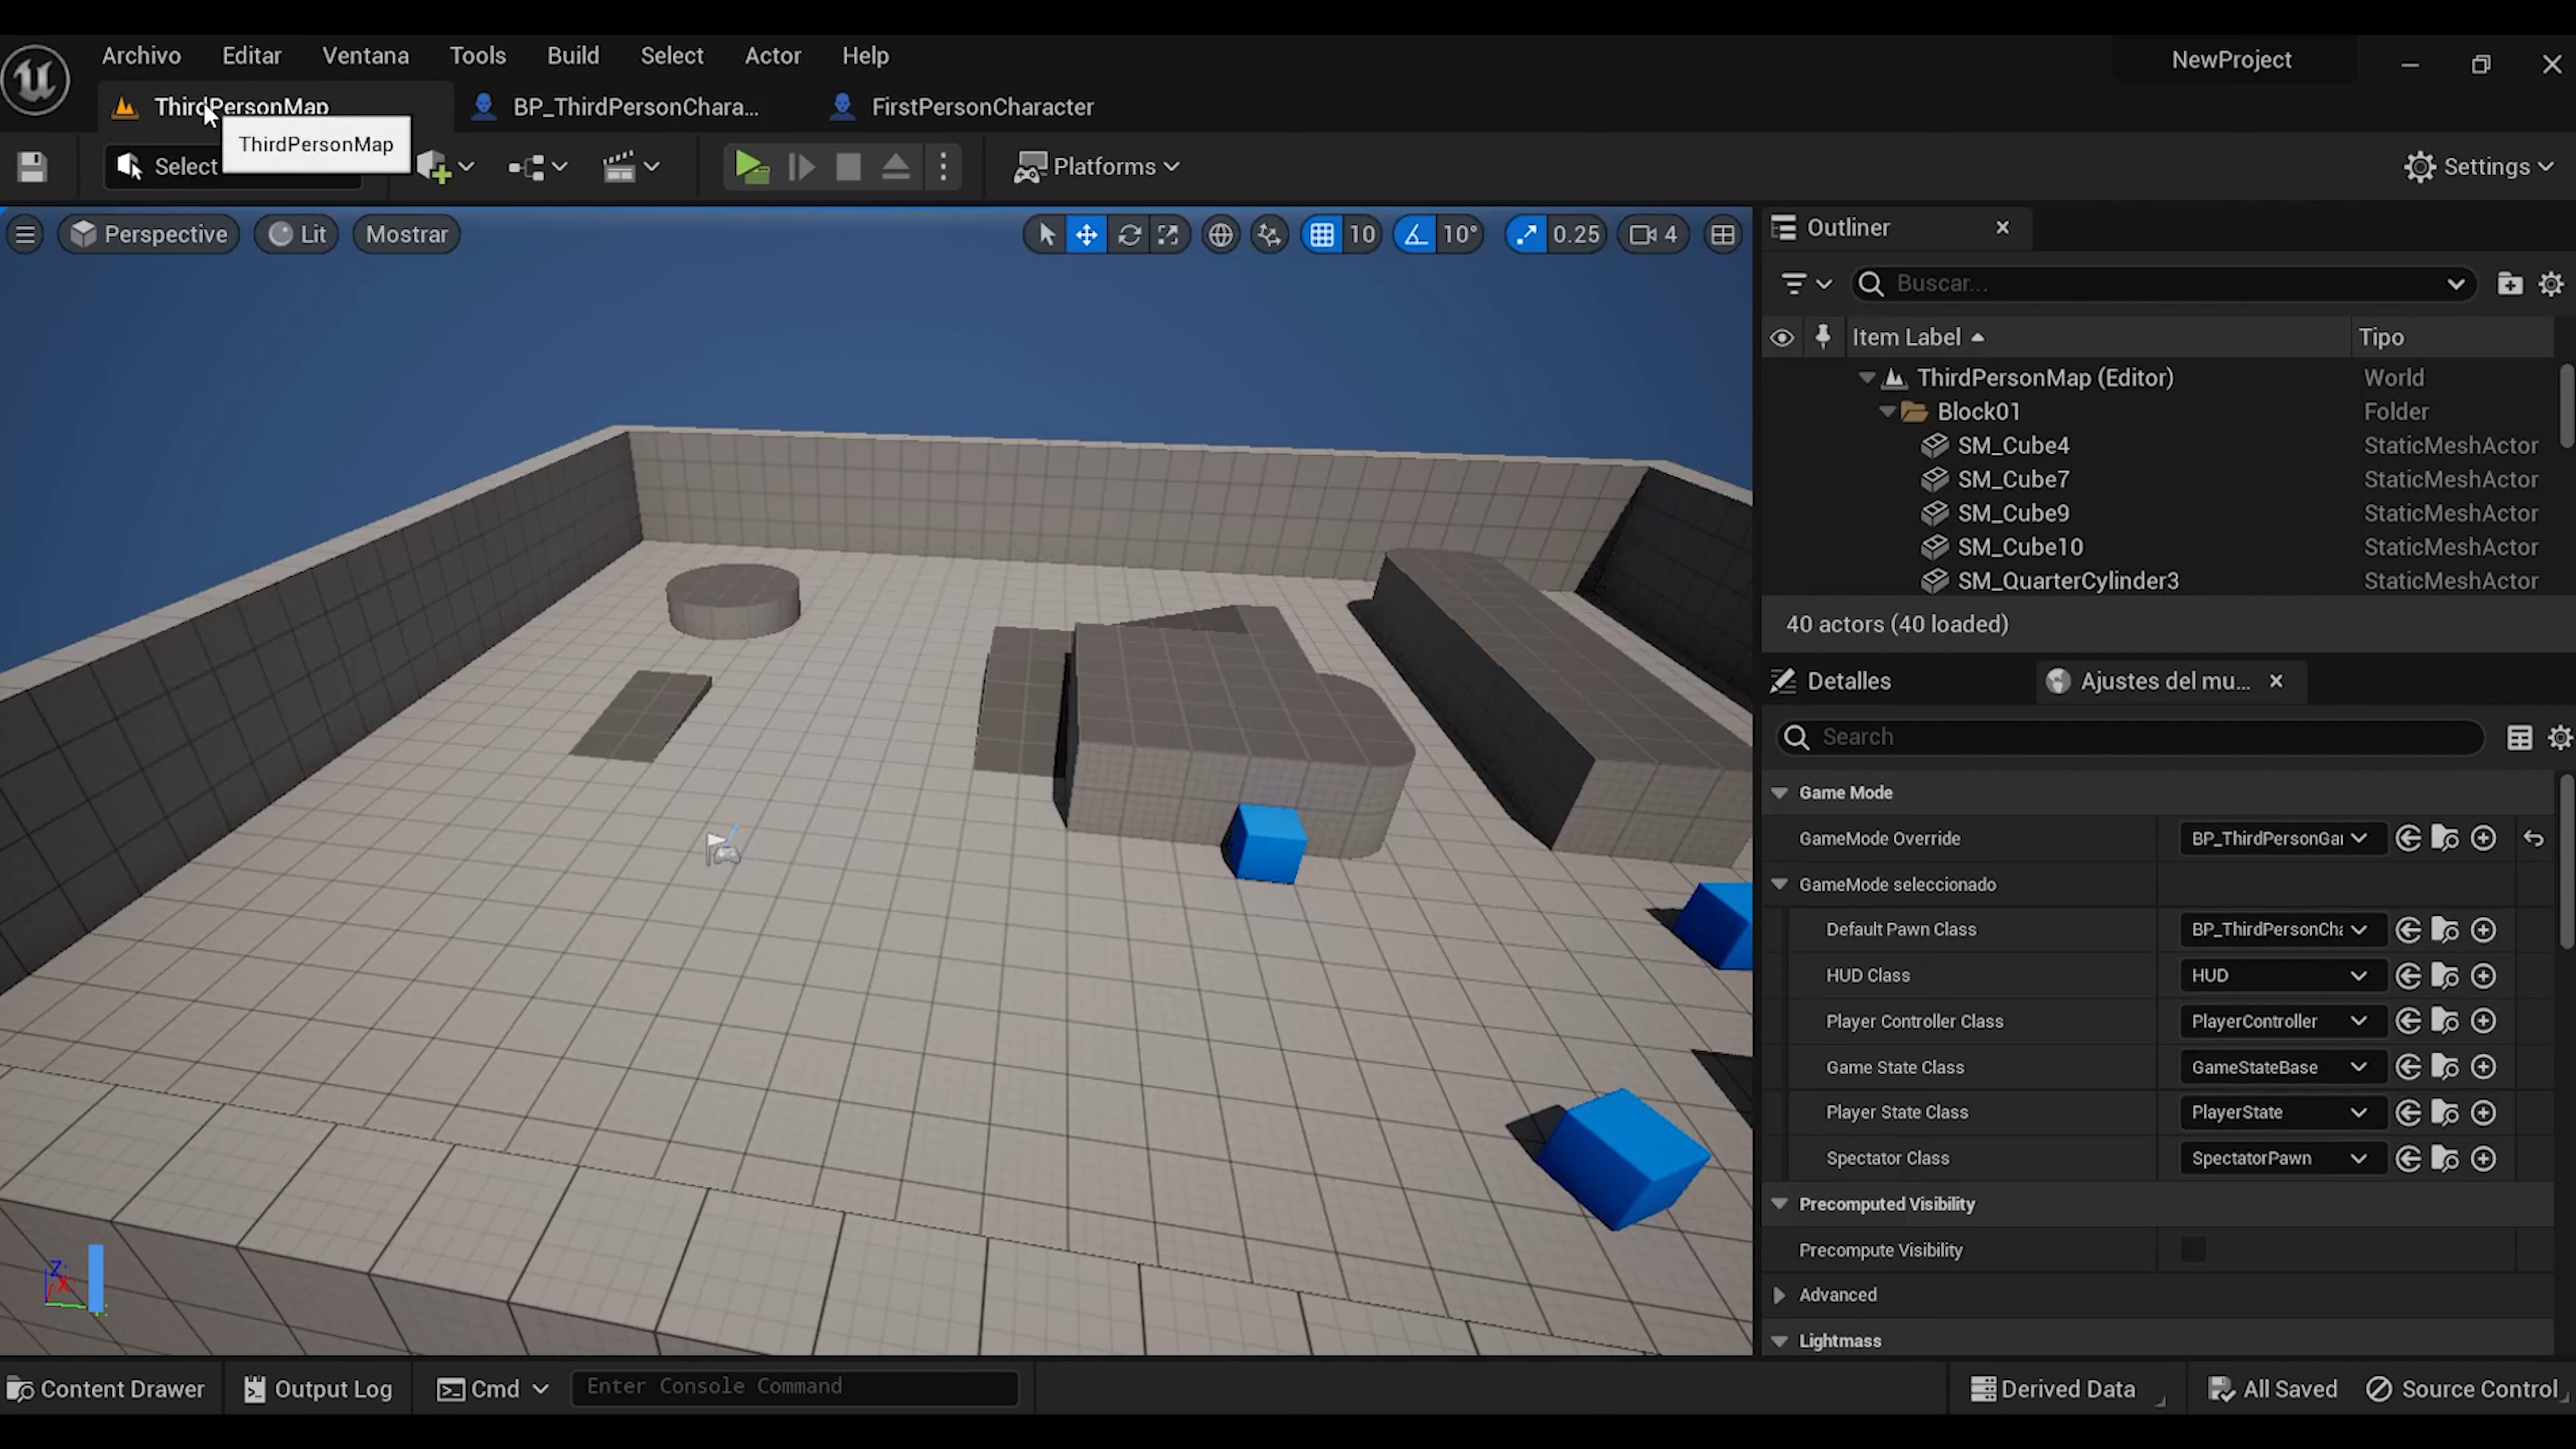 Archivo Editar Ventana Tools Build Select Actor Help NewProject
ThirdPersonMap BP_ThirdPersonChara... FirstPersonCharacter
ThirdPersonMap
Select Platforms Settings
Perspective Lit Mostrar 10 10° 0.25 4
Outliner
Buscar...
Item Label Tipo
ThirdPersonMap (Editor) World
Block01 Folder
SM_Cube4 StaticMeshActor
SM_Cube7 StaticMeshActor
SM_Cube9 StaticMeshActor
SM_Cube10 StaticMeshActor
SM_QuarterCylinder3 StaticMeshActor
40 actors (40 loaded)
Detalles Ajustes del mu...
Search
Game Mode
GameMode Override BP_ThirdPersonGa
GameMode seleccionado
Default Pawn Class BP_ThirdPersonCha
HUD Class HUD
Player Controller Class PlayerController
Game State Class GameStateBase
Player State Class PlayerState
Spectator Class SpectatorPawn
Precomputed Visibility
Precompute Visibility
Advanced
Lightmass
Z X
Content Drawer Output Log Cmd Enter Console Command Derived Data All Saved Source Control